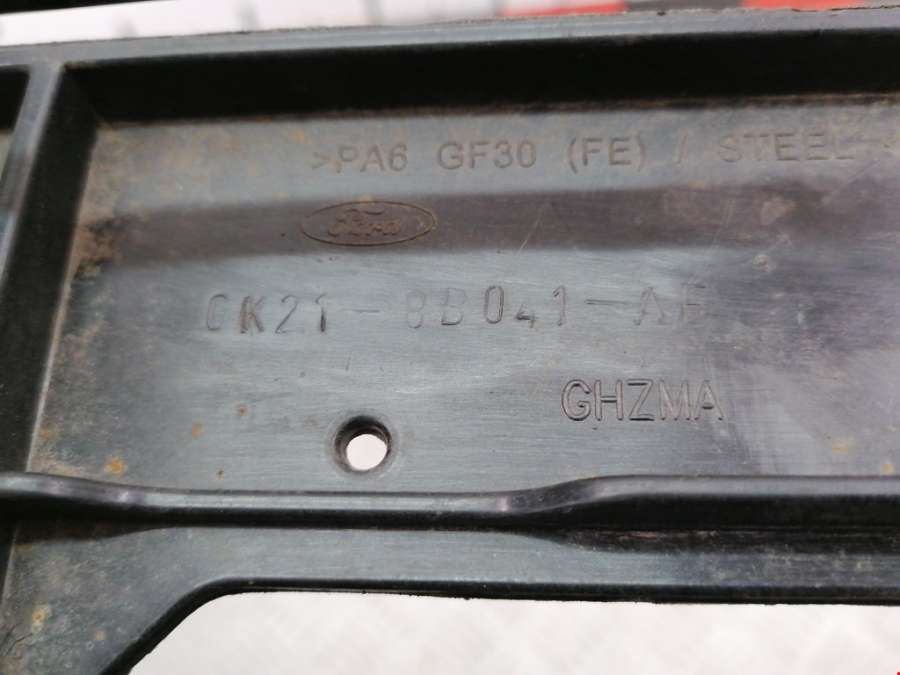 >PA6 GF30 (FE) / STEEL<
Ford
CK21-8B041-AF
GHZMA